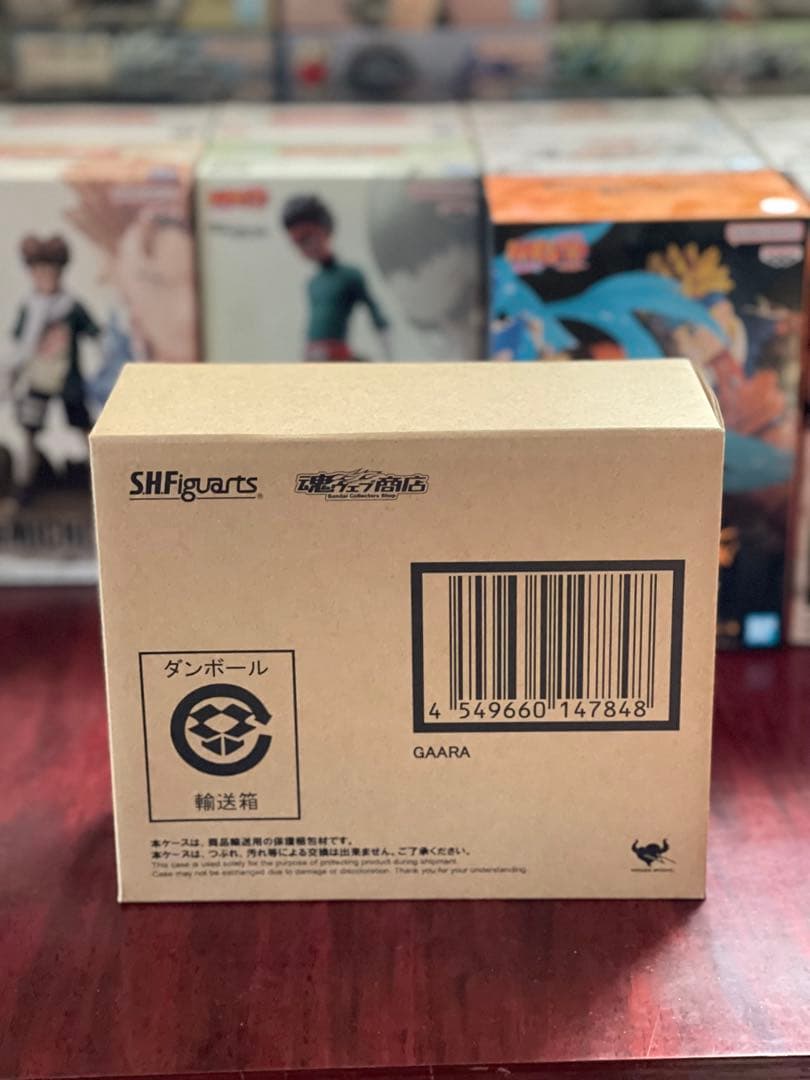 S.H.Figuarts
魂ウェブ商店
Bandai Collectors Shop
4 549660 147848
GAARA
ダンボール
輸送箱
本ケースは、商品輸送用の保護梱包材です。
本ケースは、つぶれ、汚れ等による交換は出来ません。ご了承ください。
This case is used solely for the purpose of protecting product during shipment.
Case may not be exchanged due to damage or discoloration. Thank you for your understanding.